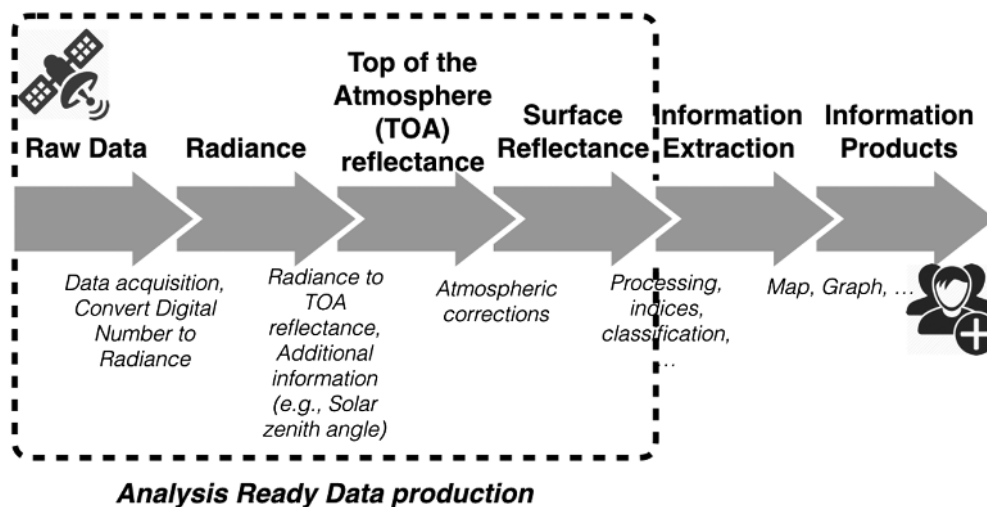 Raw Data
Radiance
Top of the
Atmosphere
(TOA)
reflectance
Surface
Reflectance
Information
Extraction
Information
Products
Data acquisition,
Convert Digital
Number to
Radiance
Radiance to
TOA
reflectance,
Additional
information
(e.g., Solar
zenith angle)
Atmospheric
corrections
Processing,
indices,
classification,
…
Map, Graph, …
Analysis Ready Data production